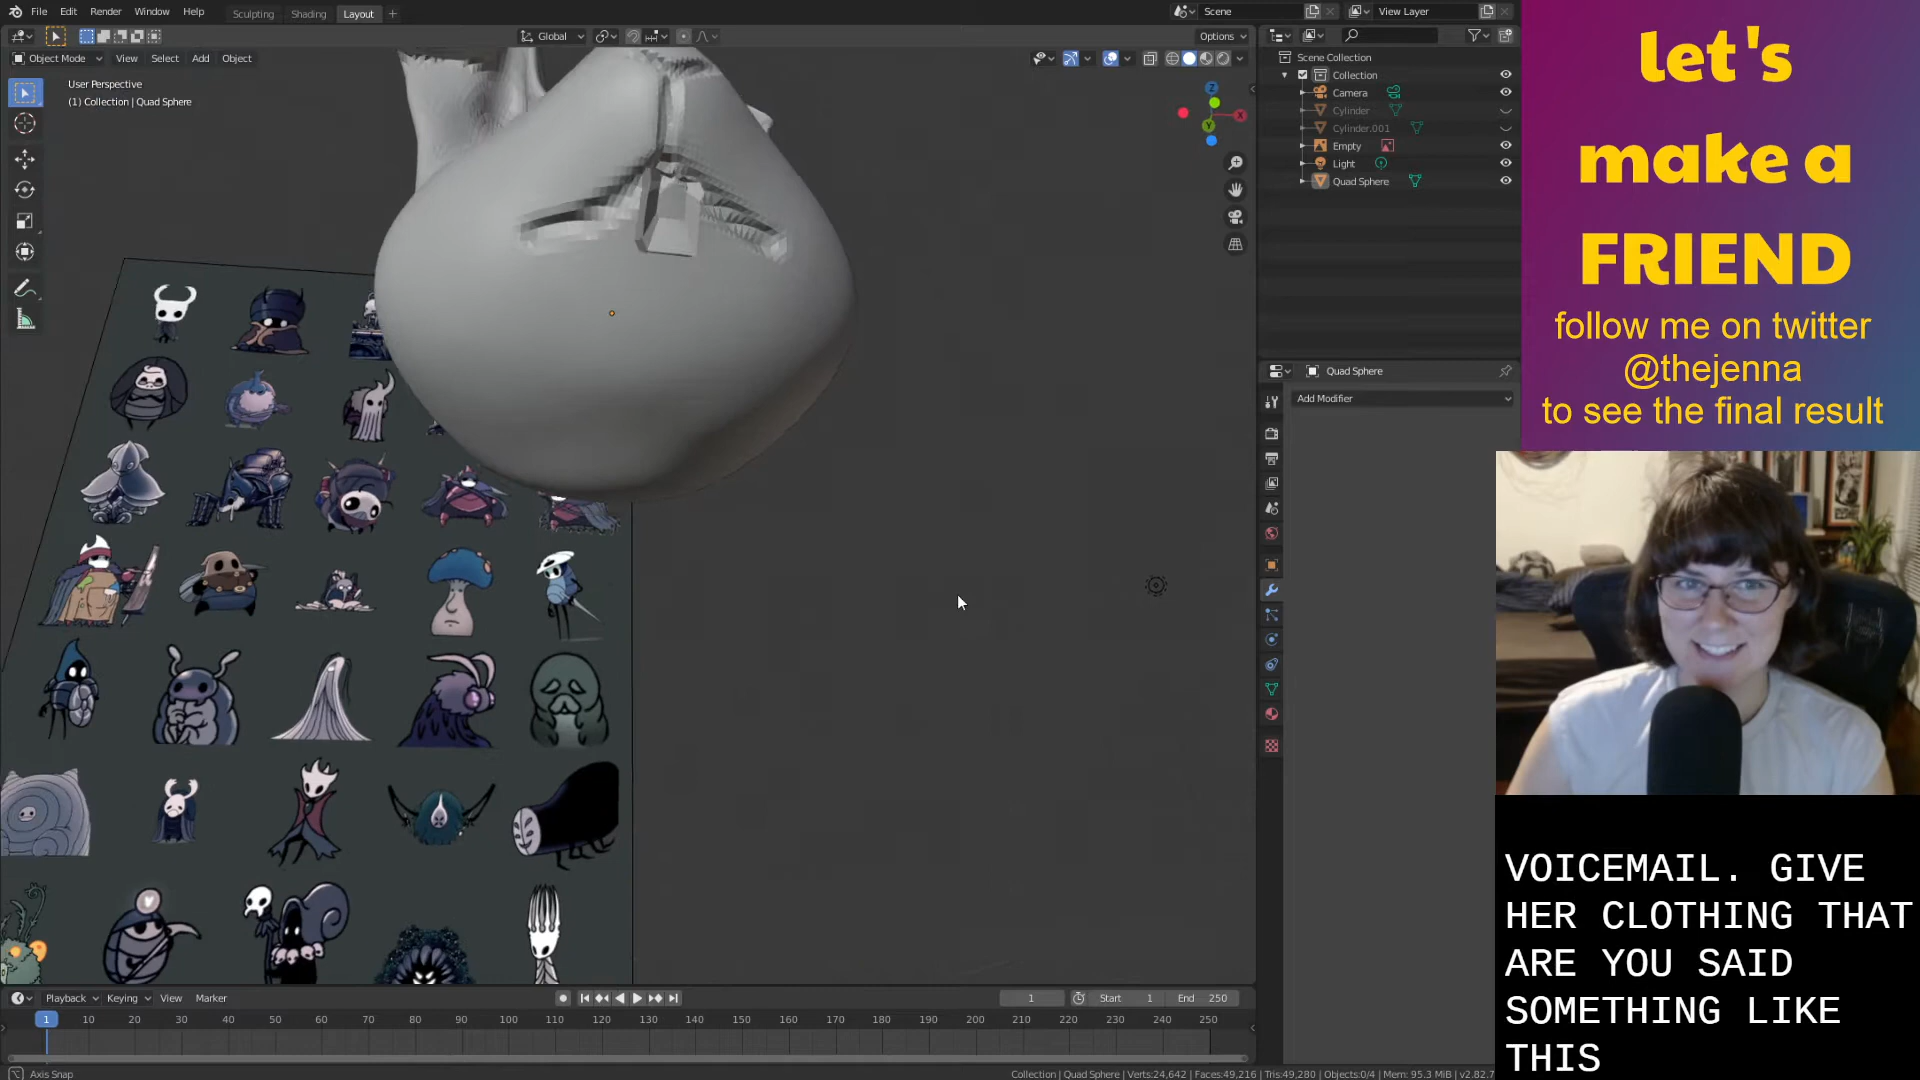 File Edit Render Window Help Sculpting Shading Layout + Scene View Layer
Global Options
Object Mode View Select Add Object
User Perspective
(1) Collection | Quad Sphere
Z
X
Y
Scene Collection
Collection
Camera
Cylinder
Cylinder.001
Empty
Light
Quad Sphere
Quad Sphere
Add Modifier
let's
make a
FRIEND
follow me on twitter
@thejenna
to see the final result
VOICEMAIL. GIVE
HER CLOTHING THAT
ARE YOU SAID
SOMETHING LIKE
THIS
Playback Keying View Marker 1 Start 1 End 250
1 10 20 30 40 50 60 70 80 90 100 110 120 130 140 150 160 170 180 190 200 210 220 230 240 250
Axis Snap Collection | Quad Sphere | Verts:24,642 | Faces:49,216 | Tris:49,280 | Objects:0/4 | Mem: 95.3 MiB | v2.82.7